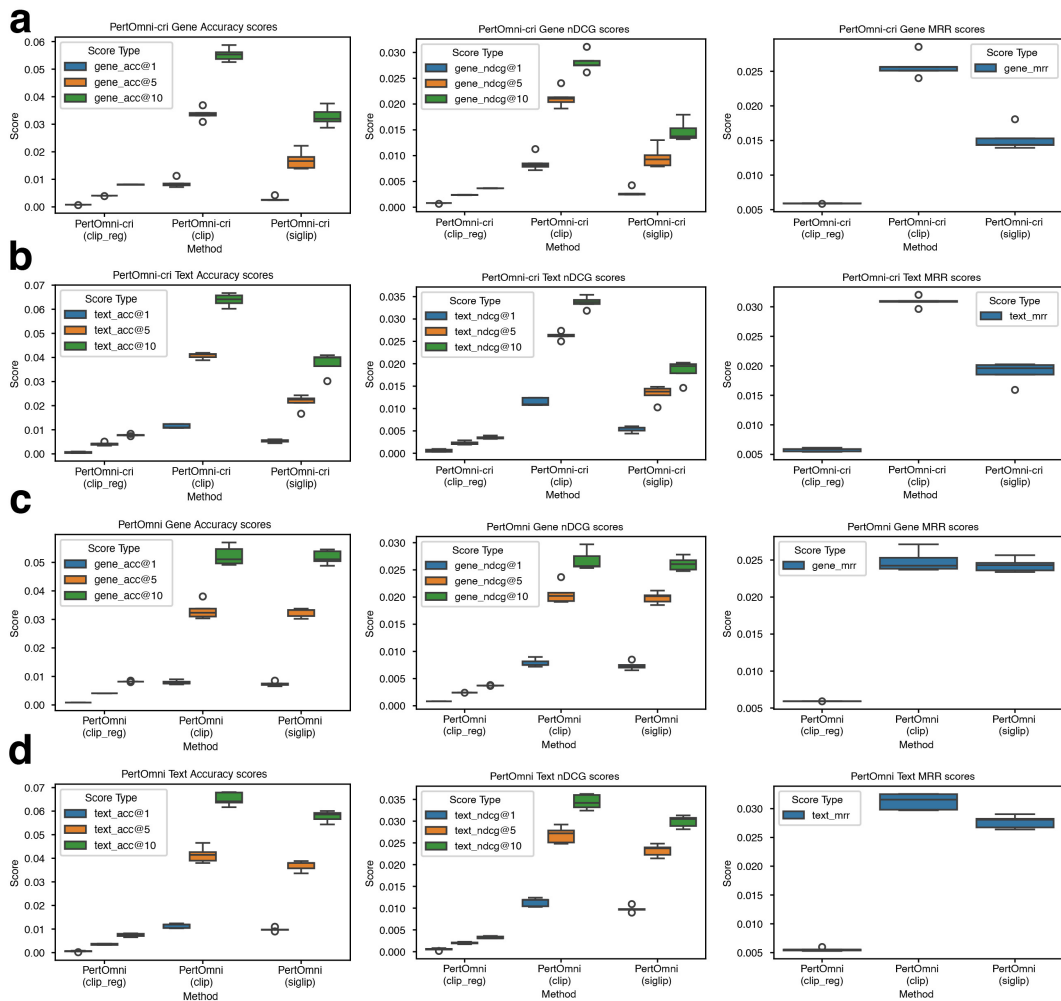 a
PertOmni-cri Gene Accuracy scores
Score
0.06
0.05
0.04
0.03
0.02
0.01
0.00
Score Type
gene_acc@1
gene_acc@5
gene_acc@10
PertOmni-cri
(clip_reg)
PertOmni-cri
(clip)
PertOmni-cri
(siglip)
Method
PertOmni-cri Gene nDCG scores
Score
0.030
0.025
0.020
0.015
0.010
0.005
0.000
Score Type
gene_ndcg@1
gene_ndcg@5
gene_ndcg@10
PertOmni-cri
(clip_reg)
PertOmni-cri
(clip)
PertOmni-cri
(siglip)
Method
PertOmni-cri Gene MRR scores
Score
0.025
0.020
0.015
0.010
0.005
Score Type
gene_mrr
PertOmni-cri
(clip_reg)
PertOmni-cri
(clip)
PertOmni-cri
(siglip)
Method
b
PertOmni-cri Text Accuracy scores
Score
0.07
0.06
0.05
0.04
0.03
0.02
0.01
0.00
Score Type
text_acc@1
text_acc@5
text_acc@10
PertOmni-cri
(clip_reg)
PertOmni-cri
(clip)
PertOmni-cri
(siglip)
Method
PertOmni-cri Text nDCG scores
Score
0.035
0.030
0.025
0.020
0.015
0.010
0.005
0.000
Score Type
text_ndcg@1
text_ndcg@5
text_ndcg@10
PertOmni-cri
(clip_reg)
PertOmni-cri
(clip)
PertOmni-cri
(siglip)
Method
PertOmni-cri Text MRR scores
Score
0.030
0.025
0.020
0.015
0.010
0.005
Score Type
text_mrr
PertOmni-cri
(clip_reg)
PertOmni-cri
(clip)
PertOmni-cri
(siglip)
Method
c
PertOmni Gene Accuracy scores
Score
0.05
0.04
0.03
0.02
0.01
0.00
Score Type
gene_acc@1
gene_acc@5
gene_acc@10
PertOmni
(clip_reg)
PertOmni
(clip)
PertOmni
(siglip)
Method
PertOmni Gene nDCG scores
Score
0.030
0.025
0.020
0.015
0.010
0.005
0.000
Score Type
gene_ndcg@1
gene_ndcg@5
gene_ndcg@10
PertOmni
(clip_reg)
PertOmni
(clip)
PertOmni
(siglip)
Method
PertOmni Gene MRR scores
Score
0.025
0.020
0.015
0.010
0.005
Score Type
gene_mrr
PertOmni
(clip_reg)
PertOmni
(clip)
PertOmni
(siglip)
Method
d
PertOmni Text Accuracy scores
Score
0.07
0.06
0.05
0.04
0.03
0.02
0.01
0.00
Score Type
text_acc@1
text_acc@5
text_acc@10
PertOmni
(clip_reg)
PertOmni
(clip)
PertOmni
(siglip)
Method
PertOmni Text nDCG scores
Score
0.035
0.030
0.025
0.020
0.015
0.010
0.005
0.000
Score Type
text_ndcg@1
text_ndcg@5
text_ndcg@10
PertOmni
(clip_reg)
PertOmni
(clip)
PertOmni
(siglip)
Method
PertOmni Text MRR scores
Score
0.030
0.025
0.020
0.015
0.010
0.005
Score Type
text_mrr
PertOmni
(clip_reg)
PertOmni
(clip)
PertOmni
(siglip)
Method